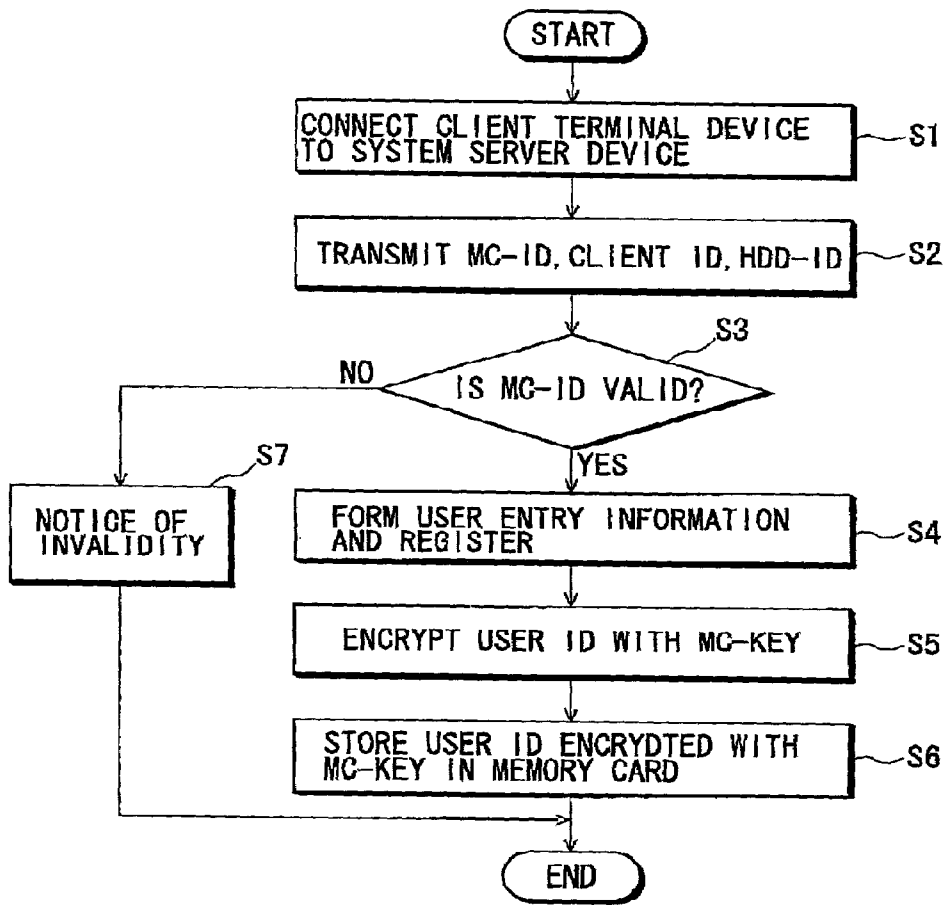 START
CONNECT CLIENT TERMINAL DEVICE
TO SYSTEM SERVER DEVICE
S1
TRANSMIT MC-ID, CLIENT ID, HDD-ID
S2
S3
IS MC-ID VALID?
NO
YES
S7
NOTICE OF
INVALIDITY
FORM USER ENTRY INFORMATION
AND REGISTER
S4
ENCRYPT USER ID WITH MC-KEY
S5
STORE USER ID ENCRYDTED WITH
MC-KEY IN MEMORY CARD
S6
END